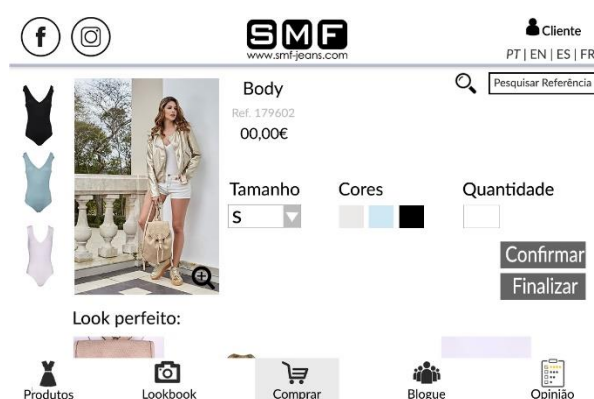 f
SMF
www.smf-jeans.com
Cliente
PT | EN | ES | FR
Body
Pesquisar Referência
Ref. 179602
00,00€
Tamanho Cores Quantidade
S
Confirmar
Finalizar
Look perfeito:
Produtos Lookbook Comprar Blogue Opinião